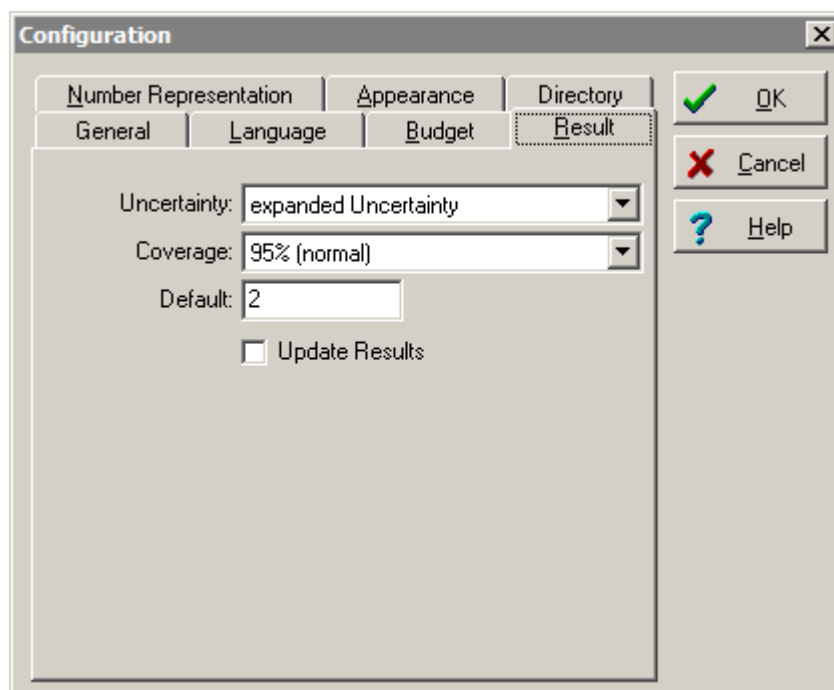 Configuration
Number Representation Appearance Directory
General Language Budget Result
Uncertainty: expanded Uncertainty
Coverage: 95% (normal)
Default: 2
Update Results
OK
Cancel
Help